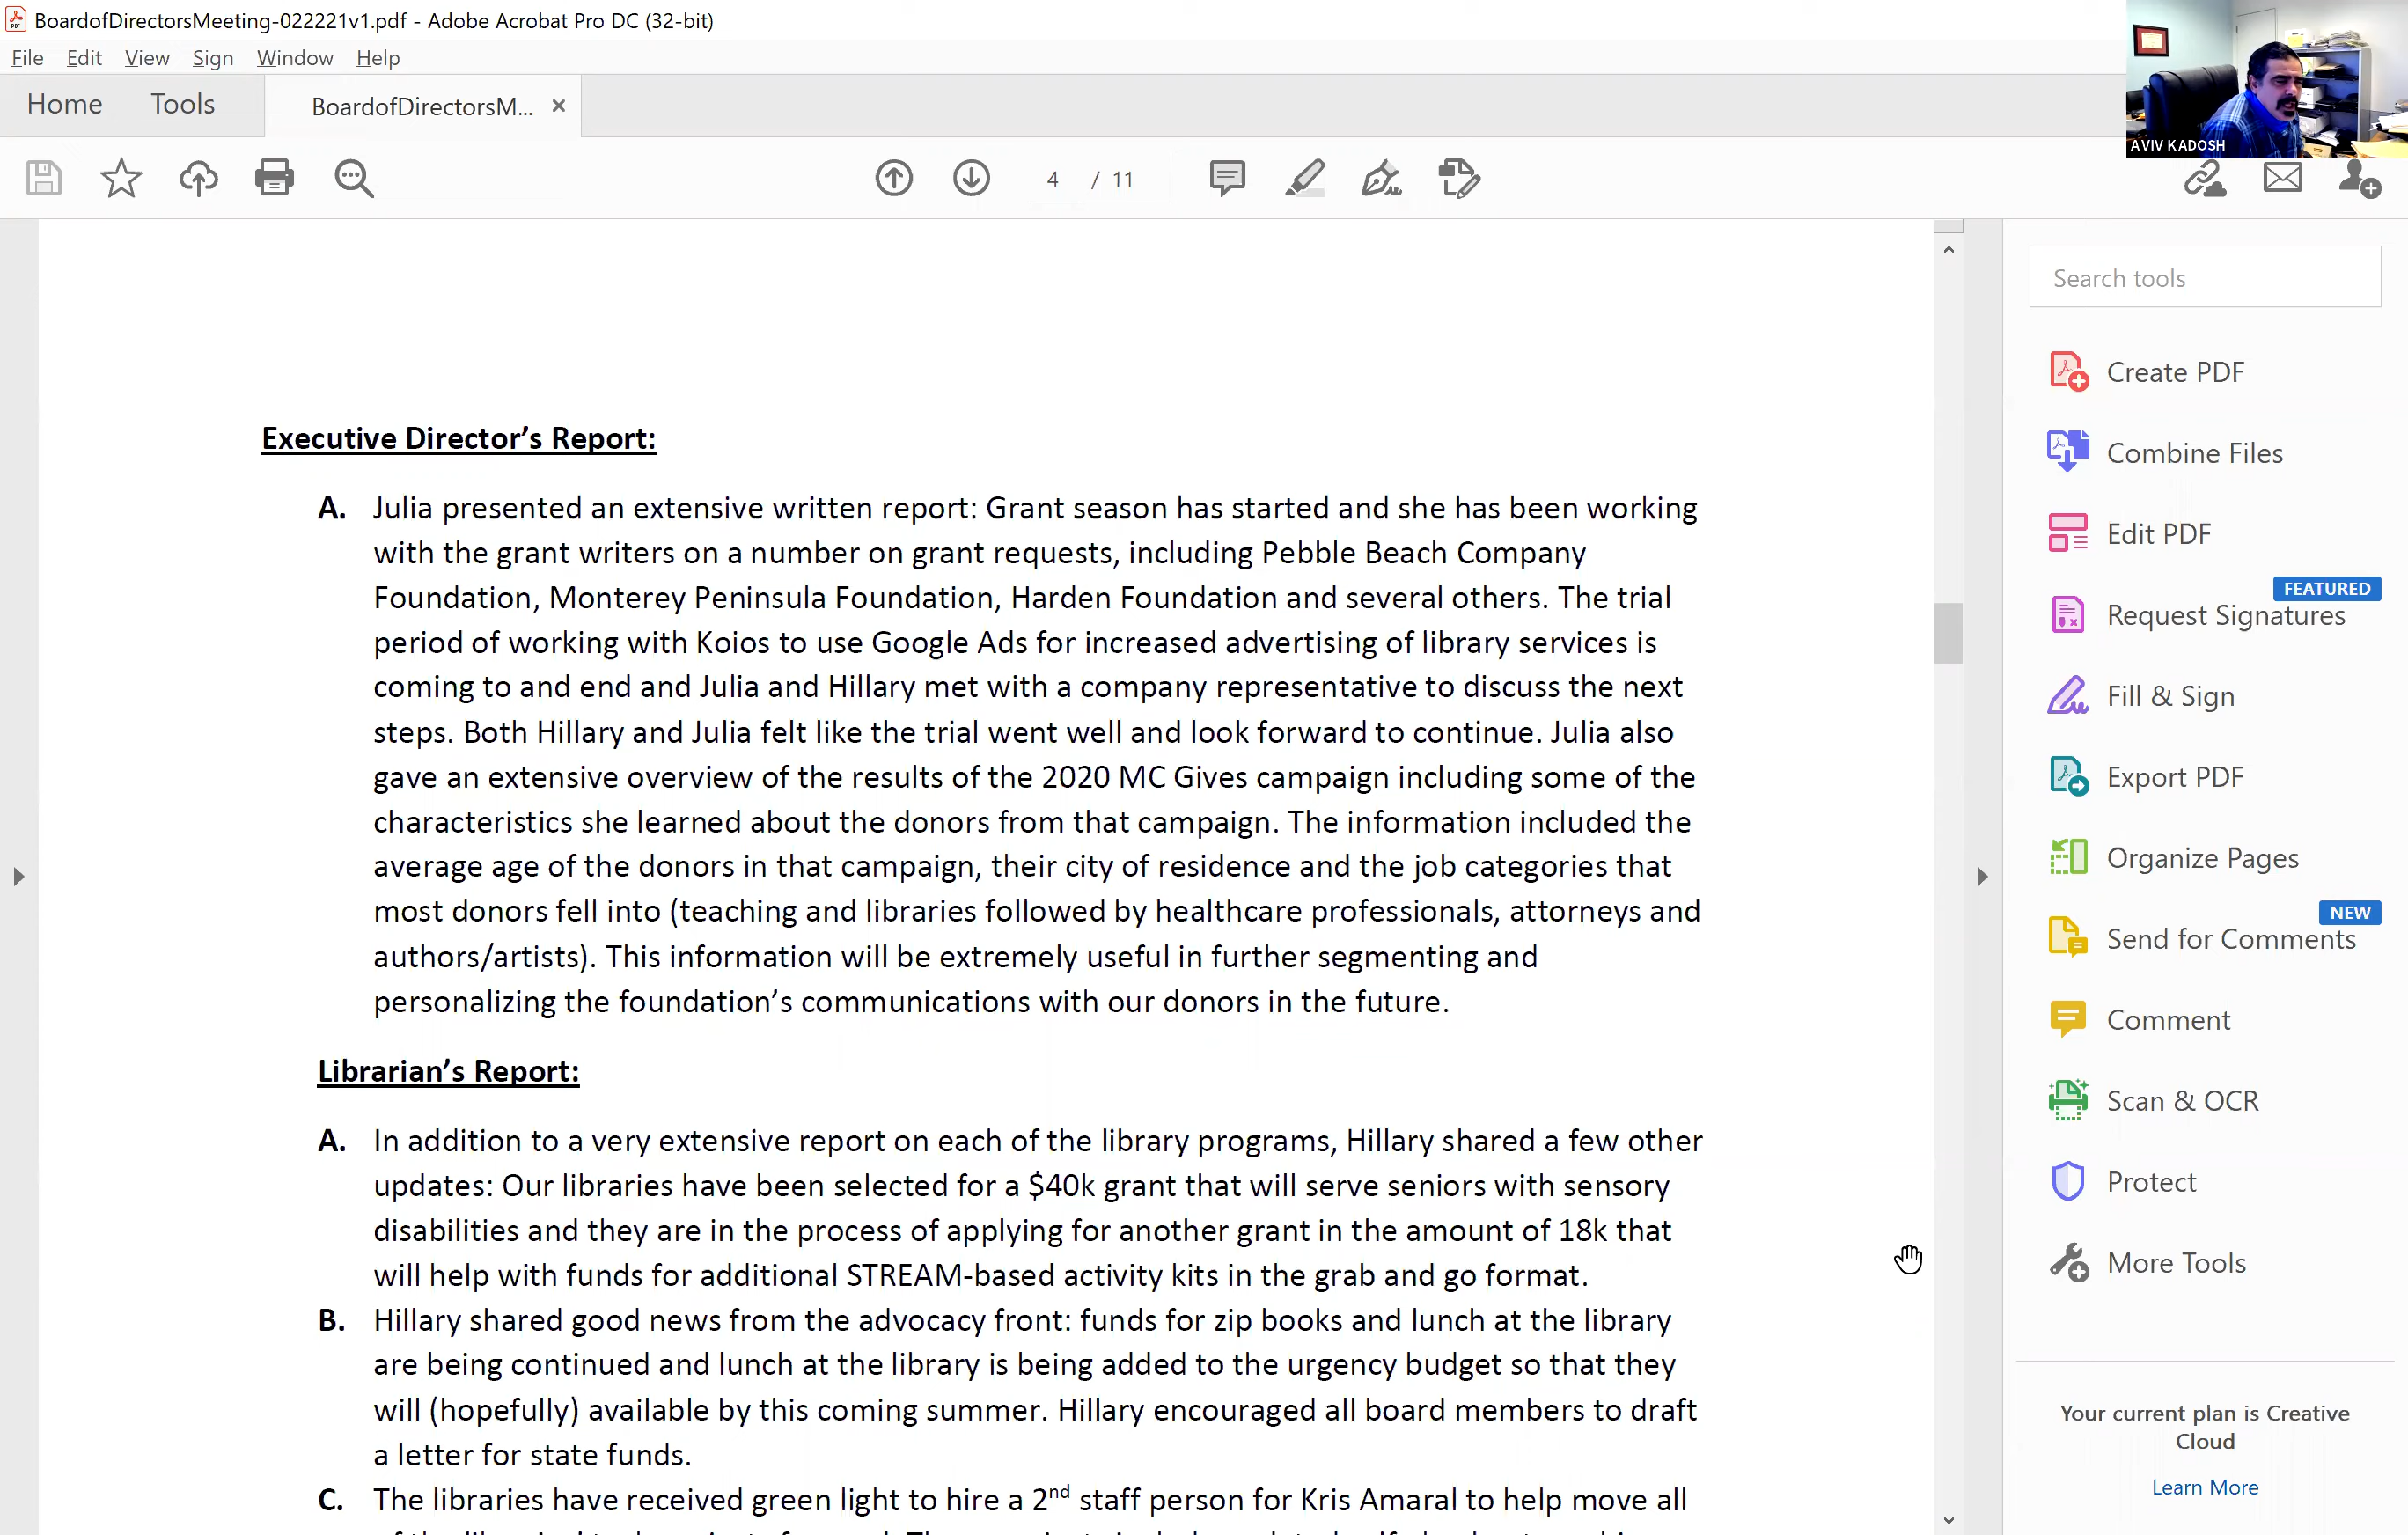 BoardofDirectorsMeeting-022221v1.pdf - Adobe Acrobat Pro DC (32-bit)
File Edit View Sign Window Help
Home Tools BoardofDirectorsM... ×
AVIV KADOSH
4 / 11
Search tools
Create PDF
Combine Files
Edit PDF
FEATURED
Request Signatures
Fill & Sign
Export PDF
Organize Pages
NEW
Send for Comments
Comment
Scan & OCR
Protect
More Tools
Your current plan is Creative
Cloud
Learn More
Executive Director’s Report:
A. Julia presented an extensive written report: Grant season has started and she has been working
with the grant writers on a number on grant requests, including Pebble Beach Company
Foundation, Monterey Peninsula Foundation, Harden Foundation and several others. The trial
period of working with Koios to use Google Ads for increased advertising of library services is
coming to and end and Julia and Hillary met with a company representative to discuss the next
steps. Both Hillary and Julia felt like the trial went well and look forward to continue. Julia also
gave an extensive overview of the results of the 2020 MC Gives campaign including some of the
characteristics she learned about the donors from that campaign. The information included the
average age of the donors in that campaign, their city of residence and the job categories that
most donors fell into (teaching and libraries followed by healthcare professionals, attorneys and
authors/artists). This information will be extremely useful in further segmenting and
personalizing the foundation’s communications with our donors in the future.
Librarian’s Report:
A. In addition to a very extensive report on each of the library programs, Hillary shared a few other
updates: Our libraries have been selected for a $40k grant that will serve seniors with sensory
disabilities and they are in the process of applying for another grant in the amount of 18k that
will help with funds for additional STREAM-based activity kits in the grab and go format.
B. Hillary shared good news from the advocacy front: funds for zip books and lunch at the library
are being continued and lunch at the library is being added to the urgency budget so that they
will (hopefully) available by this coming summer. Hillary encouraged all board members to draft
a letter for state funds.
C. The libraries have received green light to hire a 2nd staff person for Kris Amaral to help move all